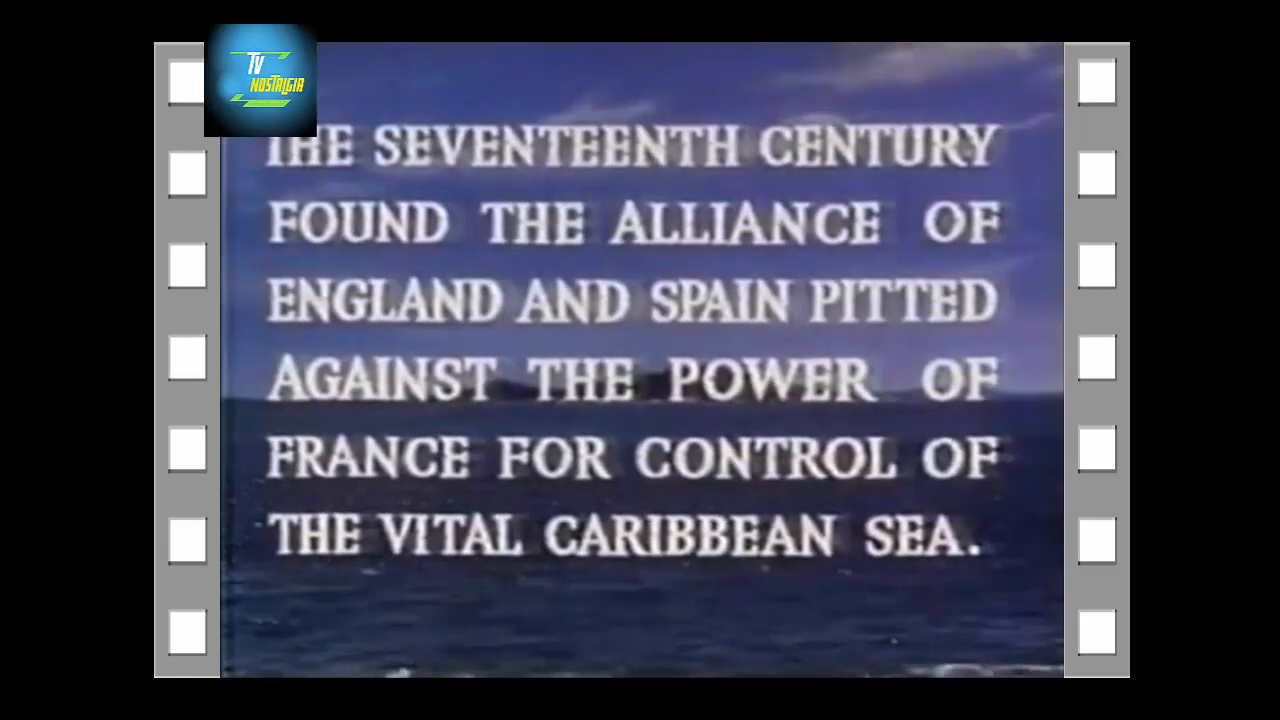 TV
NOSTALGIA
THE SEVENTEENTH CENTURY
FOUND THE ALLIANCE OF
ENGLAND AND SPAIN PITTED
AGAINST THE POWER OF
FRANCE FOR CONTROL OF
THE VITAL CARIBBEAN SEA.